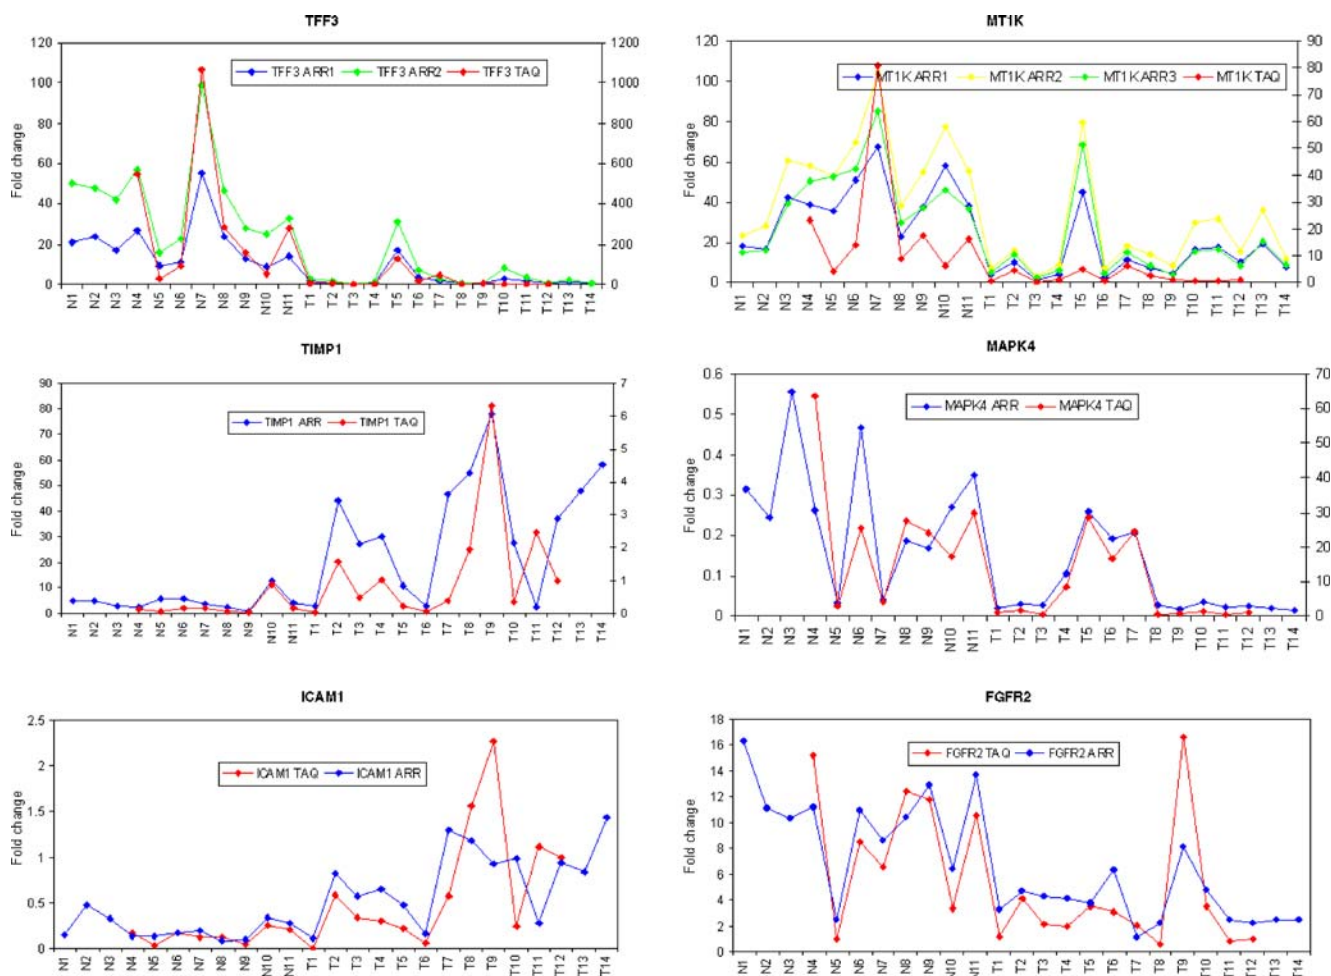 TFF3
120 1200
TFF3 ARR1 TFF3 ARR2 TFF3 TAQ
100 1000
80 800
60 600
40 400
20 200
0 0
Fold change
N1 N2 N3 N4 N5 N6 N7 N8 N9 N10 N11 T1 T2 T3 T4 T5 T6 T7 T8 T9 T10 T11 T12 T13 T14
MT1K
120 90
MT1K ARR1 MT1K ARR2 MT1K ARR3 MT1K TAQ
80
100
70
80 60
50
60
40
40 30
20
20
10
0 0
Fold change
N1 N2 N3 N4 N5 N6 N7 N8 N9 N10 N11 T1 T2 T3 T4 T5 T6 T7 T8 T9 T10 T11 T12 T13 T14
TIMP1
90 7
TIMP1 ARR TIMP1 TAQ
80
6
70
60 5
50 4
40
3
30
2
20
10 1
0 0
Fold change
N1 N2 N3 N4 N5 N6 N7 N8 N9 N10 N11 T1 T2 T3 T4 T5 T6 T7 T8 T9 T10 T11 T12 T13 T14
MAPK4
0.6 70
MAPK4 ARR MAPK4 TAQ
60
0.5
50
0.4
40
0.3
30
0.2
20
0.1
10
0 0
Fold change
N1 N2 N3 N4 N5 N6 N7 N8 N9 N10 N11 T1 T2 T3 T4 T5 T6 T7 T8 T9 T10 T11 T12 T13 T14
ICAM1
2.5
ICAM1 TAQ ICAM1 ARR
2
1.5
1
0.5
0
Fold change
N1 N2 N3 N4 N5 N6 N7 N8 N9 N10 N11 T1 T2 T3 T4 T5 T6 T7 T8 T9 T10 T11 T12 T13 T14
FGFR2
18
FGFR2 TAQ FGFR2 ARR
16
14
12
10
8
6
4
2
0
Fold change
N1 N2 N3 N4 N5 N6 N7 N8 N9 N10 N11 T1 T2 T3 T4 T5 T6 T7 T8 T9 T10 T11 T12 T13 T14